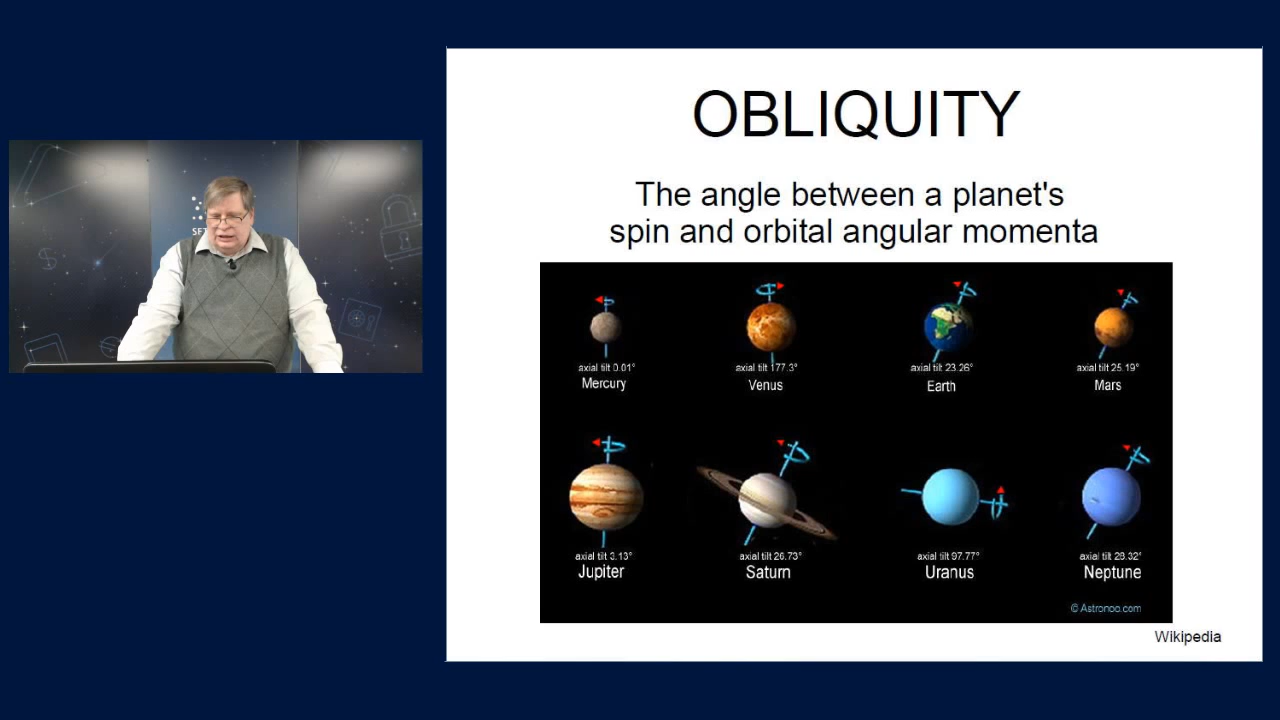 OBLIQUITY
The angle between a planet's
spin and orbital angular momenta
axial tilt 0.01°
Mercury
axial tilt 177.3°
Venus
axial tilt 23.26°
Earth
axial tilt 25.19°
Mars
axial tilt 3.13°
Jupiter
axial tilt 26.73°
Saturn
axial tilt 97.77°
Uranus
axial tilt 28.32°
Neptune
© Astronoo.com
Wikipedia